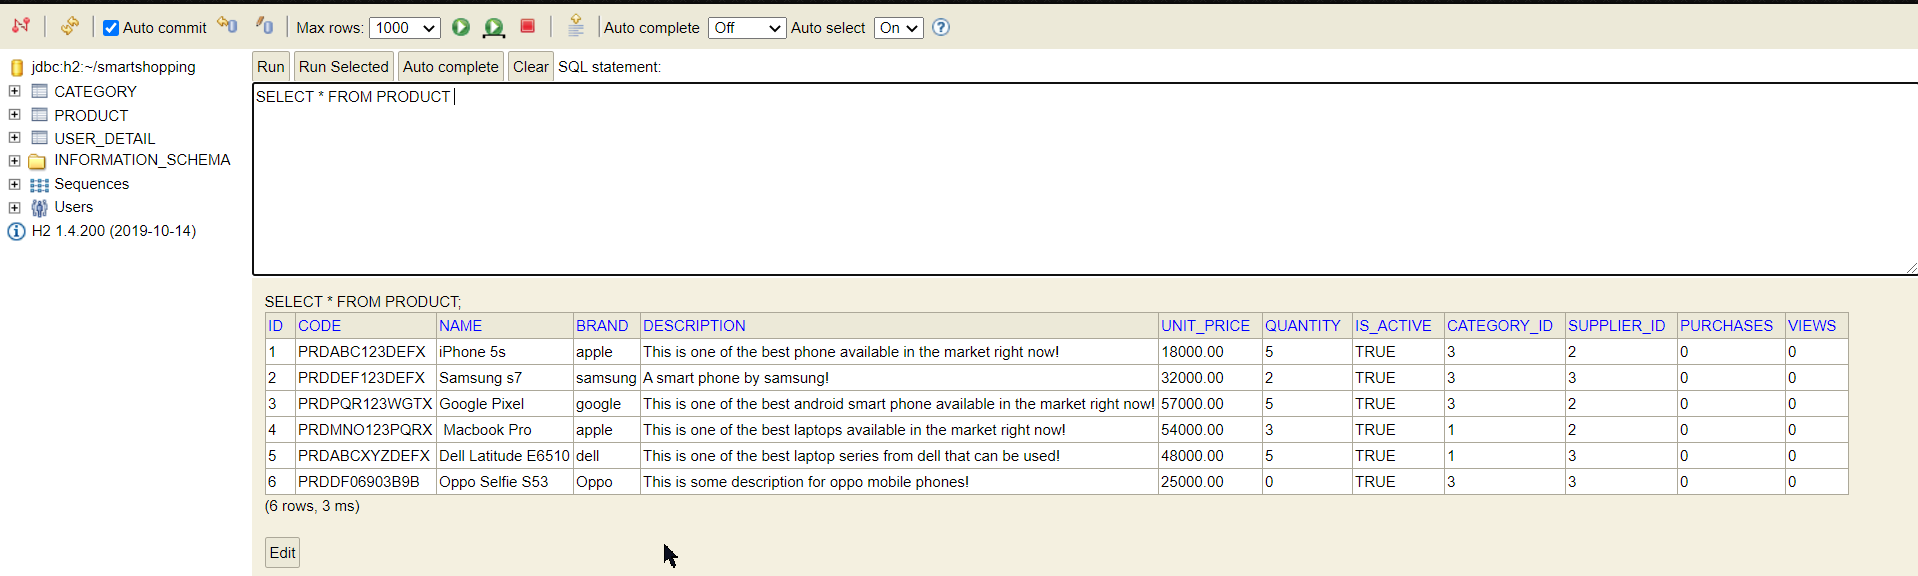 Auto commit Max rows: 1000 Auto complete Off Auto select On ?
jdbc:h2:~/smartshopping
CATEGORY
PRODUCT
USER_DETAIL
INFORMATION_SCHEMA
Sequences
Users
H2 1.4.200 (2019-10-14)
Run Run Selected Auto complete Clear SQL statement:
SELECT * FROM PRODUCT
SELECT * FROM PRODUCT;
ID CODE NAME BRAND DESCRIPTION UNIT_PRICE QUANTITY IS_ACTIVE CATEGORY_ID SUPPLIER_ID PURCHASES VIEWS
1 PRDABC123DEFX iPhone 5s apple This is one of the best phone available in the market right now! 18000.00 5 TRUE 3 2 0 0
2 PRDDEF123DEFX Samsung s7 samsung A smart phone by samsung! 32000.00 2 TRUE 3 3 0 0
3 PRDPQR123WGTX Google Pixel google This is one of the best android smart phone available in the market right now! 57000.00 5 TRUE 3 2 0 0
4 PRDMNO123PQRX Macbook Pro apple This is one of the best laptops available in the market right now! 54000.00 3 TRUE 1 2 0 0
5 PRDABCXYZDEFX Dell Latitude E6510 dell This is one of the best laptop series from dell that can be used! 48000.00 5 TRUE 1 3 0 0
6 PRDDF06903B9B Oppo Selfie S53 Oppo This is some description for oppo mobile phones! 25000.00 0 TRUE 3 3 0 0
(6 rows, 3 ms)
Edit